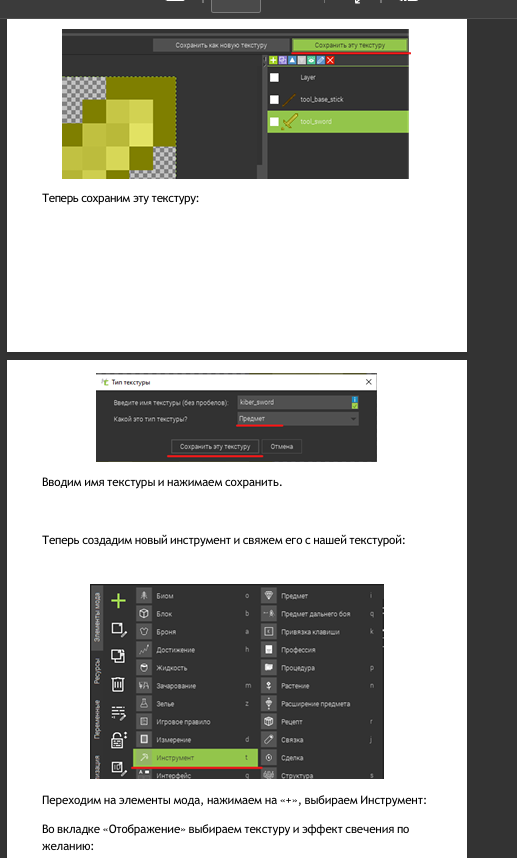 Сохранить как новую текстуру
Сохранить эту текстуру
Layer
tool_base_stick
tool_sword
Теперь сохраним эту текстуру:
Тип текстуры
Введите имя текстуры (без пробелов):
kiber_sword
Какой это тип текстуры?
Предмет
Сохранить эту текстуру
Отмена
Вводим имя текстуры и нажимаем сохранить.
Теперь создадим новый инструмент и свяжем его с нашей текстурой:
Элементы мода
Ресурсы
Переменные
Биом o
Предмет i
Блок b
Предмет дальнего боя q
Броня a
Привязка клавиши k
Достижение h
Профессия
Жидкость
Процедура p
Зачарование m
Растение n
Зелье z
Расширение предмета
Игровое правило
Рецепт r
Измерение d
Связка j
Инструмент t
Сделка
Интерфейс g
Структура s
Переходим на элементы мода, нажимаем на «+», выбираем Инструмент:
Во вкладке «Отображение» выбираем текстуру и эффект свечения по
желанию: